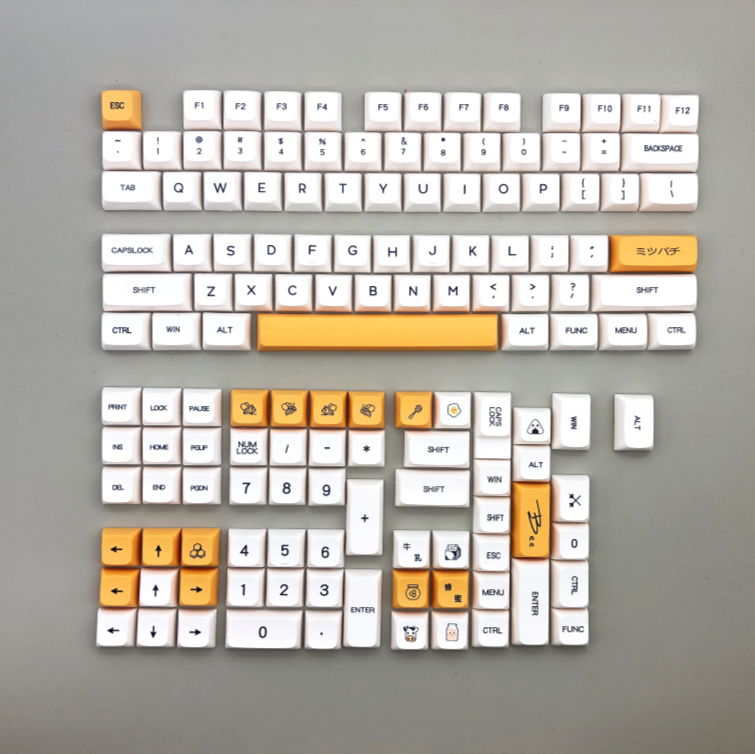 ESC F1 F2 F3 F4 F5 F6 F7 F8 F9 F10 F11 F12
~ ! @ # $ % ^ & * ( ) - +
1 2 3 4 5 6 7 8 9 0 - = BACKSPACE
TAB Q W E R T Y U I O P { } |
[ ] \
CAPSLOCK A S D F G H J K L : " ミツバチ
; '
SHIFT Z X C V B N M < > ? SHIFT
, . /
CTRL WIN ALT ALT FUNC MENU CTRL
PRINT LOCK PAUSE
INS HOME PGUP
DEL END PGDN
← ↑
← ↑ →
← ↓ →
NUM LOCK / - *
7 8 9 +
4 5 6
1 2 3 ENTER
0 .
SHIFT
SHIFT
牛乳
蜂蜜
CAPS LOCK
WIN
SHIFT
ESC
MENU
CTRL
ALT
Bee
ENTER
WIN
0
CTRL
FUNC
ALT